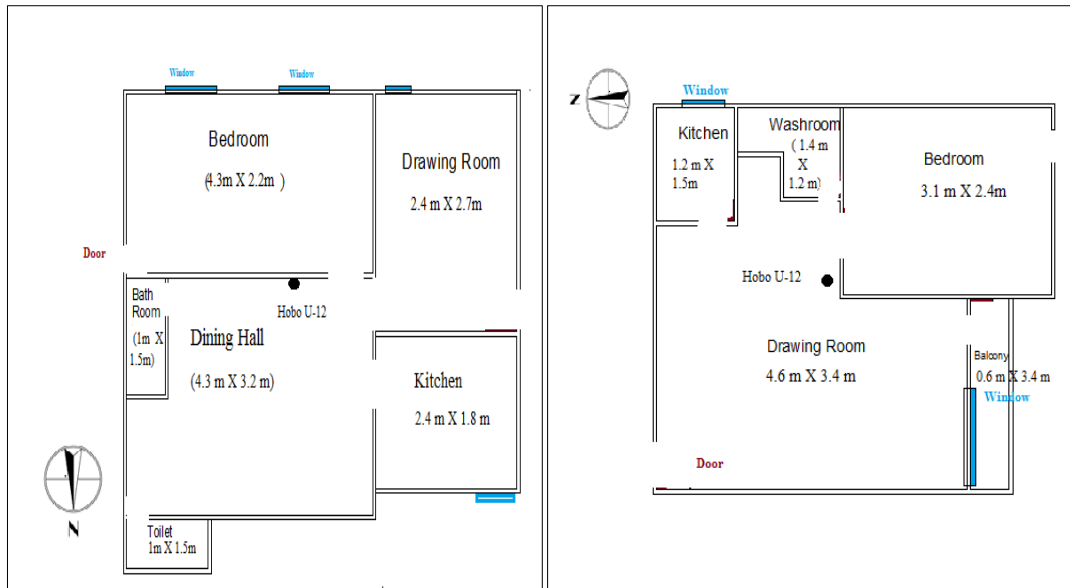 Window
Window
Bedroom
(4.3m X 2.2m )
Drawing Room
2.4 m X 2.7m
Door
Bath
Room
(1m X
1.5m)
Hobo U-12
Dining Hall
(4.3 m X 3.2 m)
Kitchen
2.4 m X 1.8 m
N
Toilet
1m X 1.5m
N
Window
Kitchen
1.2 m X
1.5m
Washroom
( 1.4 m
X
1.2 m)
Bedroom
3.1 m X 2.4m
Hobo U-12
Drawing Room
4.6 m X 3.4 m
Balcony
0.6 m X 3.4 m
Window
Door